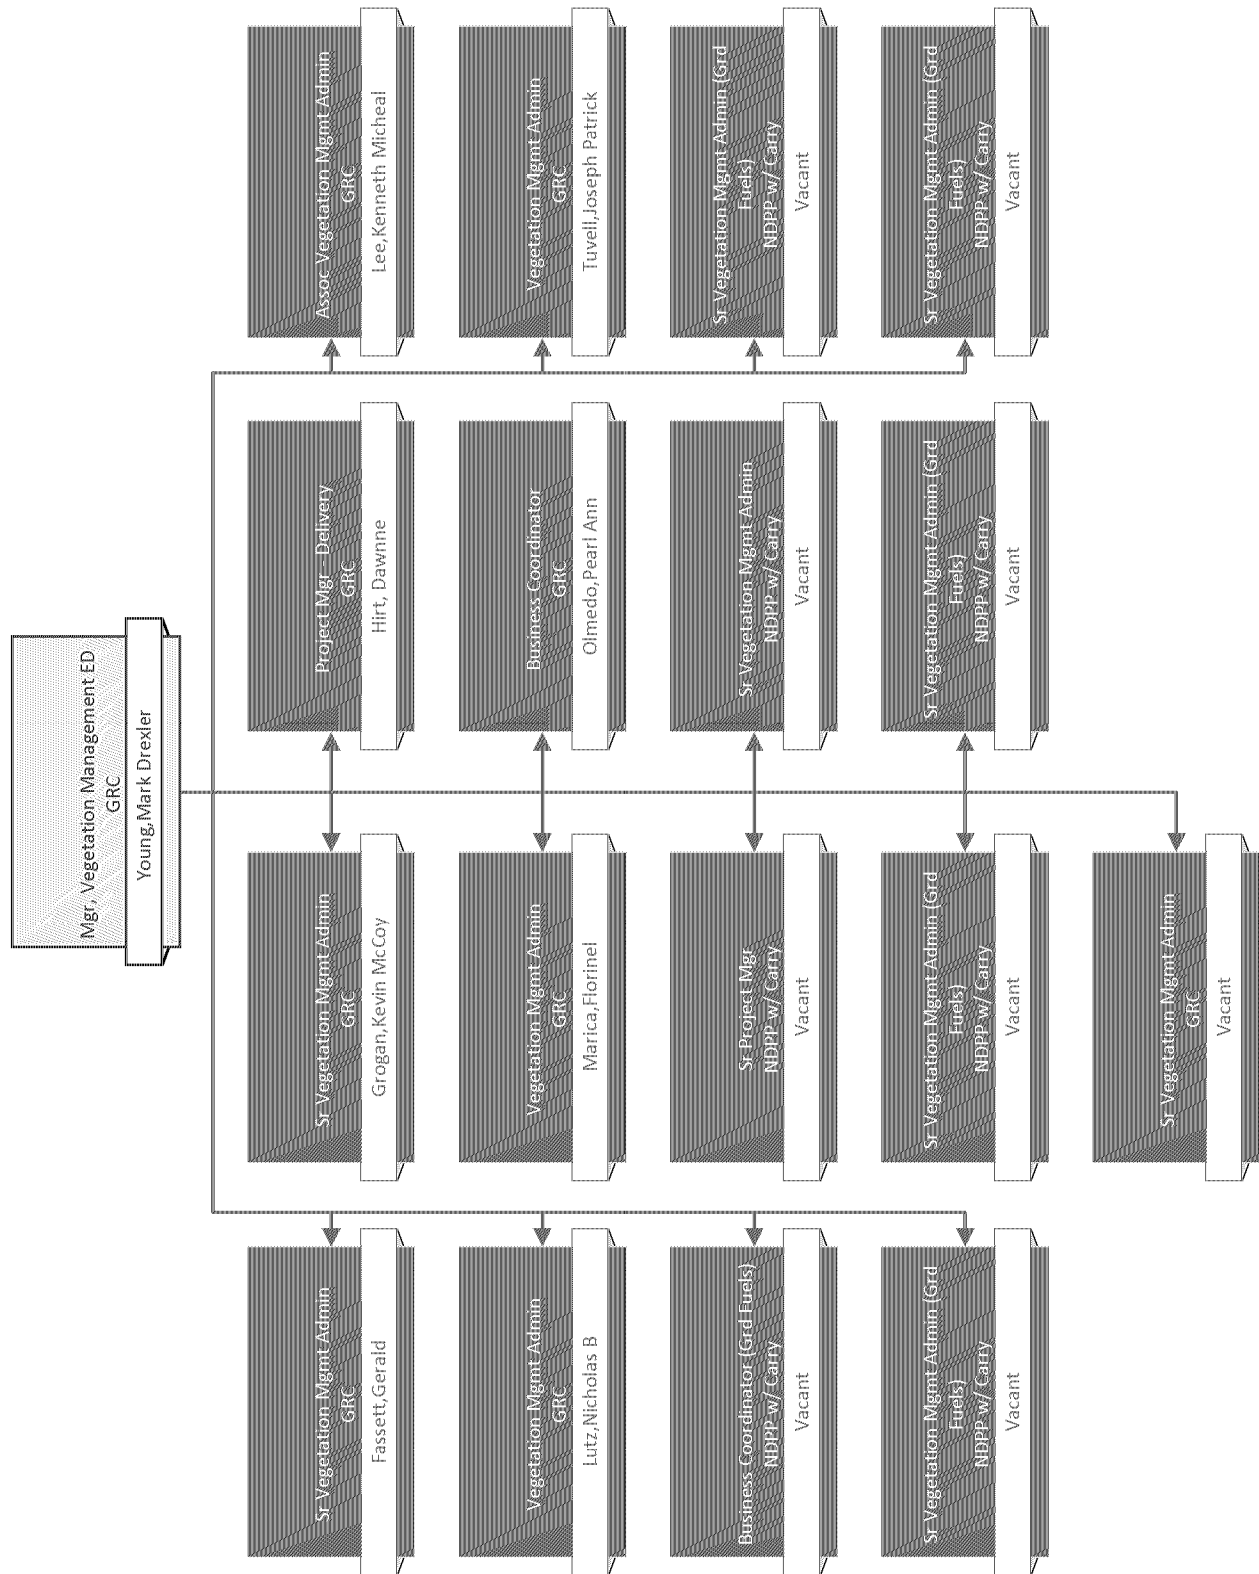 Mgr, Vegetation Management ED
GRC
Young,Mark Drexler
Sr Vegetation Mgmt Admin
GRC
Fassett,Gerald
Sr Vegetation Mgmt Admin
GRC
Grogan,Kevin McCoy
Project Mgr - Delivery
GRC
Hirt, Dawnne
Assoc Vegetation Mgmt Admin
GRC
Lee,Kenneth Micheal
Vegetation Mgmt Admin
GRC
Lutz,Nicholas B
Vegetation Mgmt Admin
GRC
Marica,Florinel
Business Coordinator
GRC
Olmedo,Pearl Ann
Vegetation Mgmt Admin
GRC
Tuvell,Joseph Patrick
Business Coordinator (Grd Fuels)
NDPP w/ Carry
Vacant
Sr Project Mgr
NDPP w/ Carry
Vacant
Sr Vegetation Mgmt Admin
NDPP w/ Carry
Vacant
Sr Vegetation Mgmt Admin (Grd
Fuels)
NDPP w/ Carry
Vacant
Sr Vegetation Mgmt Admin (Grd
Fuels)
NDPP w/ Carry
Vacant
Sr Vegetation Mgmt Admin (Grd
Fuels)
NDPP w/ Carry
Vacant
Sr Vegetation Mgmt Admin (Grd
Fuels)
NDPP w/ Carry
Vacant
Sr Vegetation Mgmt Admin (Grd
Fuels)
NDPP w/ Carry
Vacant
Sr Vegetation Mgmt Admin
GRC
Vacant